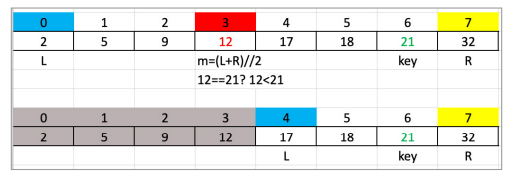 0 1 2 3 4 5 6 7
2 5 9 12 17 18 21 32
L m=(L+R)//2 key R
12==21? 12<21
0 1 2 3 4 5 6 7
2 5 9 12 17 18 21 32
L key R